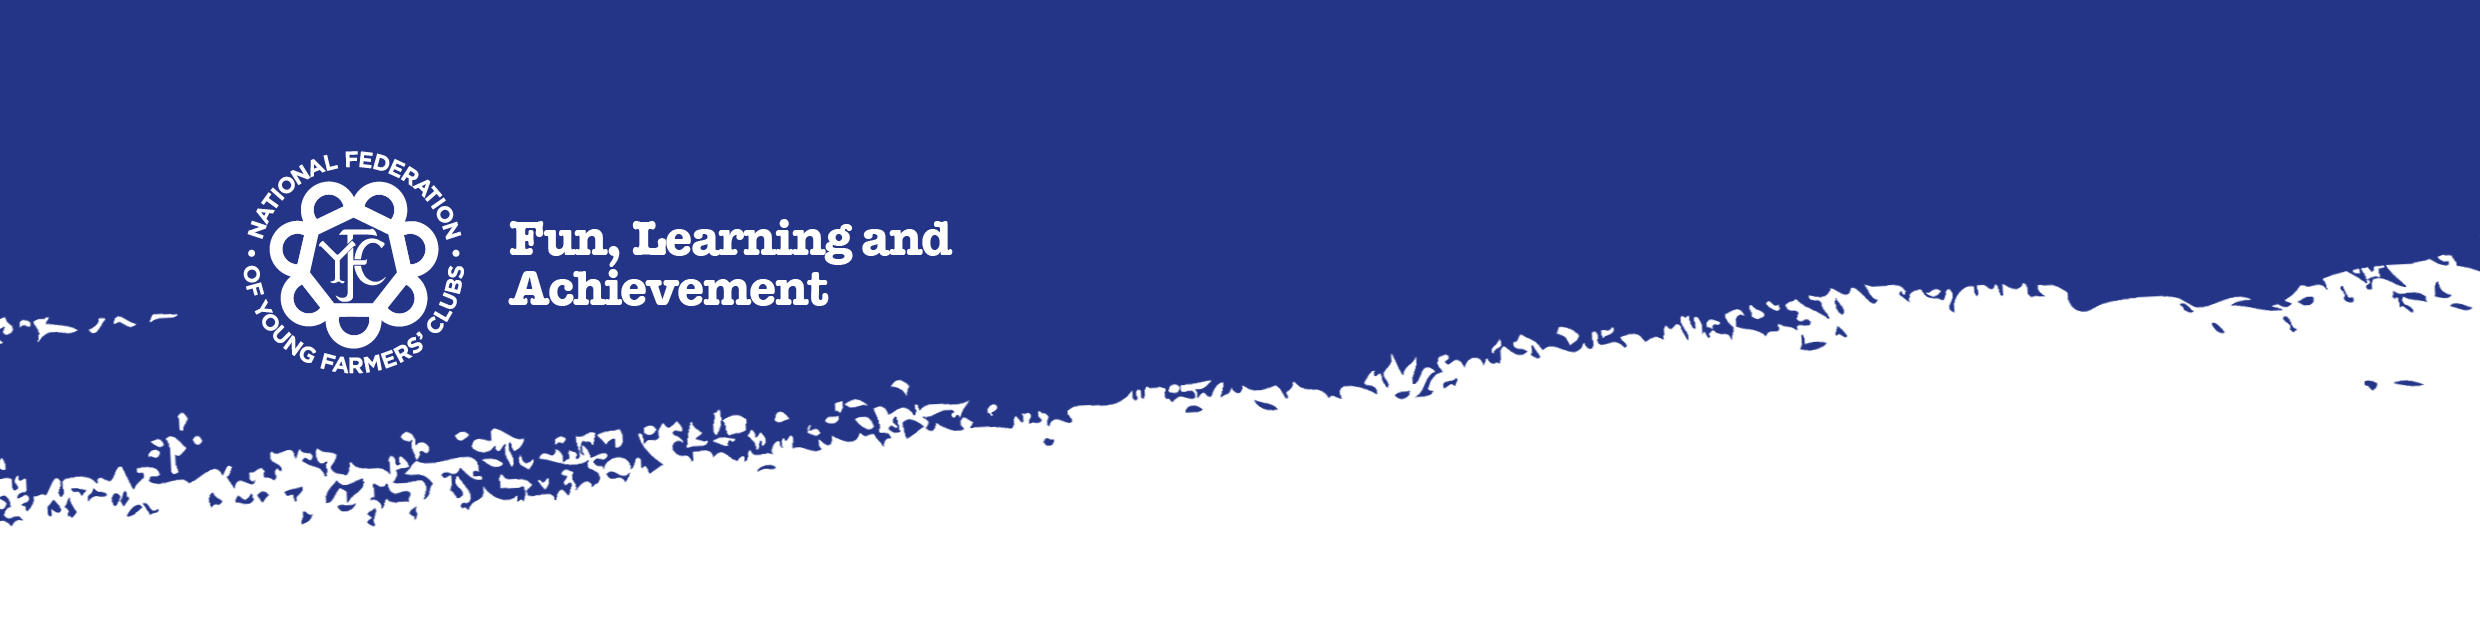 NATIONAL FEDERATION
OF YOUNG FARMERS' CLUBS
YFC
Fun, Learning and
Achievement